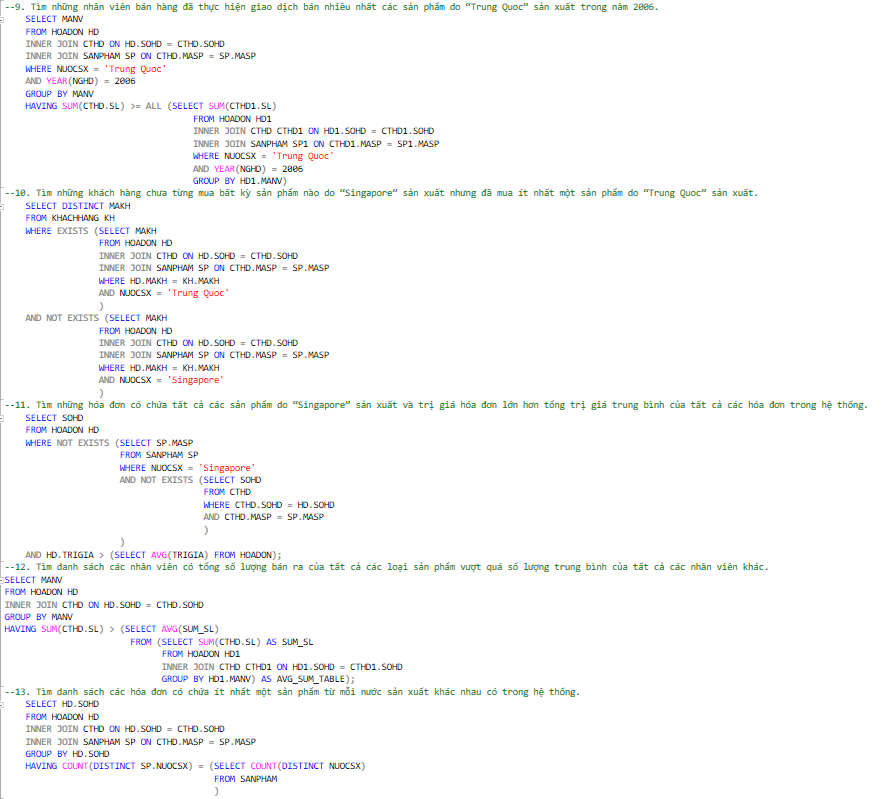 --9. Tìm những nhân viên bán hàng đã thực hiện giao dịch bán nhiều nhất các sản phẩm do “Trung Quoc” sản xuất trong năm 2006.
SELECT MANV
FROM HOADON HD
INNER JOIN CTHD ON HD.SOHD = CTHD.SOHD
INNER JOIN SANPHAM SP ON CTHD.MASP = SP.MASP
WHERE NUOCSX = 'Trung Quoc'
AND YEAR(NGHD) = 2006
GROUP BY MANV
HAVING SUM(CTHD.SL) >= ALL (SELECT SUM(CTHD1.SL)
FROM HOADON HD1
INNER JOIN CTHD CTHD1 ON HD1.SOHD = CTHD1.SOHD
INNER JOIN SANPHAM SP1 ON CTHD1.MASP = SP1.MASP
WHERE NUOCSX = 'Trung Quoc'
AND YEAR(NGHD) = 2006
GROUP BY HD1.MANV)
--10. Tìm những khách hàng chưa từng mua bất kỳ sản phẩm nào do “Singapore” sản xuất nhưng đã mua ít nhất một sản phẩm do “Trung Quoc” sản xuất.
SELECT DISTINCT MAKH
FROM KHACHHANG KH
WHERE EXISTS (SELECT MAKH
FROM HOADON HD
INNER JOIN CTHD ON HD.SOHD = CTHD.SOHD
INNER JOIN SANPHAM SP ON CTHD.MASP = SP.MASP
WHERE HD.MAKH = KH.MAKH
AND NUOCSX = 'Trung Quoc'
)
AND NOT EXISTS (SELECT MAKH
FROM HOADON HD
INNER JOIN CTHD ON HD.SOHD = CTHD.SOHD
INNER JOIN SANPHAM SP ON CTHD.MASP = SP.MASP
WHERE HD.MAKH = KH.MAKH
AND NUOCSX = 'Singapore'
)
--11. Tìm những hóa đơn có chứa tất cả các sản phẩm do “Singapore” sản xuất và trị giá hóa đơn lớn hơn tổng trị giá trung bình của tất cả các hóa đơn trong hệ thống.
SELECT SOHD
FROM HOADON HD
WHERE NOT EXISTS (SELECT SP.MASP
FROM SANPHAM SP
WHERE NUOCSX = 'Singapore'
AND NOT EXISTS (SELECT SOHD
FROM CTHD
WHERE CTHD.SOHD = HD.SOHD
AND CTHD.MASP = SP.MASP
)
)
AND HD.TRIGIA > (SELECT AVG(TRIGIA) FROM HOADON);
--12. Tìm danh sách các nhân viên có tổng số lượng bán ra của tất cả các loại sản phẩm vượt quá số lượng trung bình của tất cả các nhân viên khác.
SELECT MANV
FROM HOADON HD
INNER JOIN CTHD ON HD.SOHD = CTHD.SOHD
GROUP BY MANV
HAVING SUM(CTHD.SL) > (SELECT AVG(SUM_SL)
FROM (SELECT SUM(CTHD.SL) AS SUM_SL
FROM HOADON HD1
INNER JOIN CTHD CTHD1 ON HD1.SOHD = CTHD1.SOHD
GROUP BY HD1.MANV) AS AVG_SUM_TABLE);
--13. Tìm danh sách các hóa đơn có chứa ít nhất một sản phẩm từ mỗi nước sản xuất khác nhau có trong hệ thống.
SELECT HD.SOHD
FROM HOADON HD
INNER JOIN CTHD ON HD.SOHD = CTHD.SOHD
INNER JOIN SANPHAM SP ON CTHD.MASP = SP.MASP
GROUP BY HD.SOHD
HAVING COUNT(DISTINCT SP.NUOCSX) = (SELECT COUNT(DISTINCT NUOCSX)
FROM SANPHAM
)